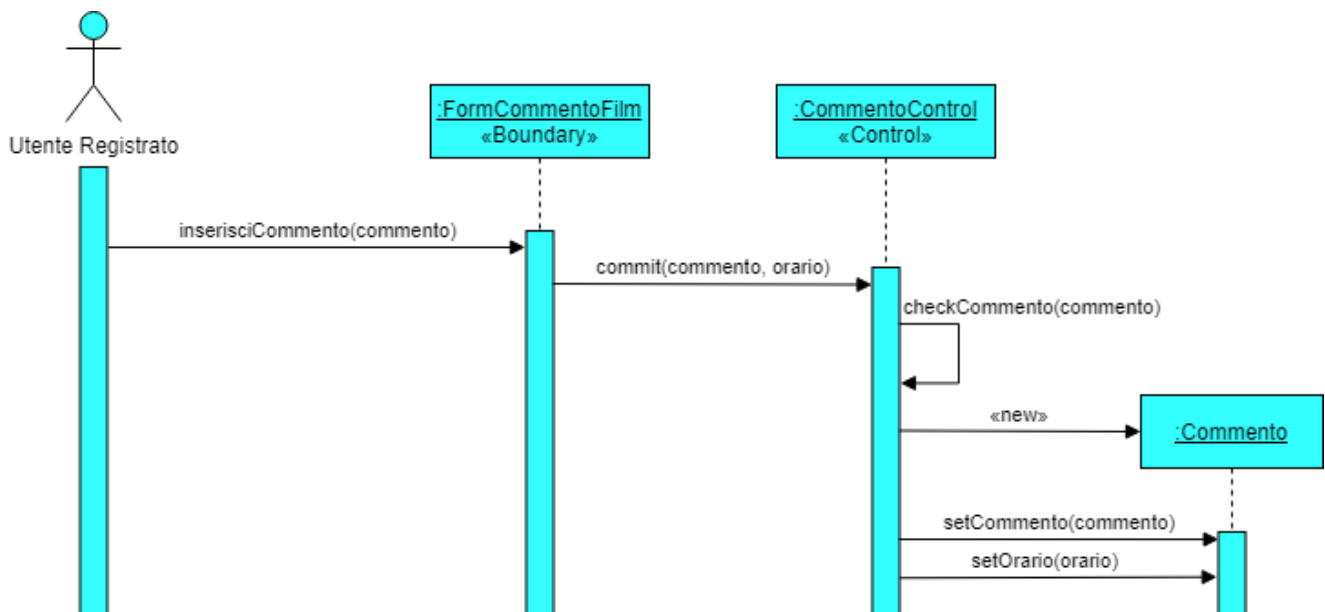 :FormCommentoFilm
«Boundary»
:CommentoControl
«Control»
Utente Registrato
inserisciCommento(commento)
commit(commento, orario)
checkCommento(commento)
«new»
:Commento
setCommento(commento)
setOrario(orario)